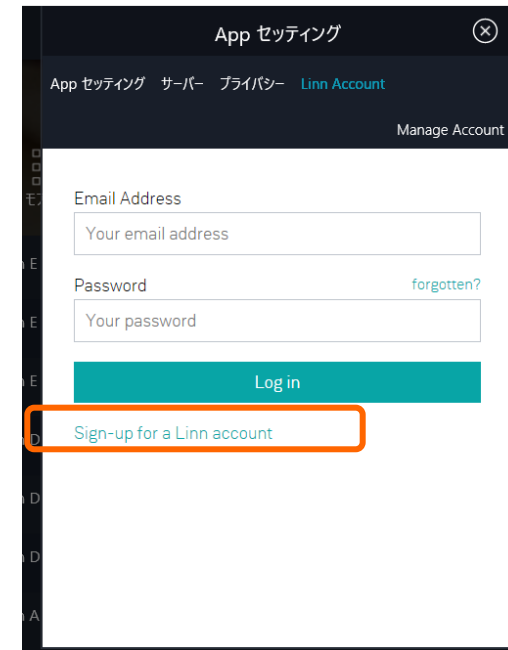 App セッティング
App セッティング サーバー プライバシー Linn Account
Manage Account
Email Address
Your email address
Password forgotten?
Your password
Log in
Sign-up for a Linn account
E
E
E
D
D
D
A